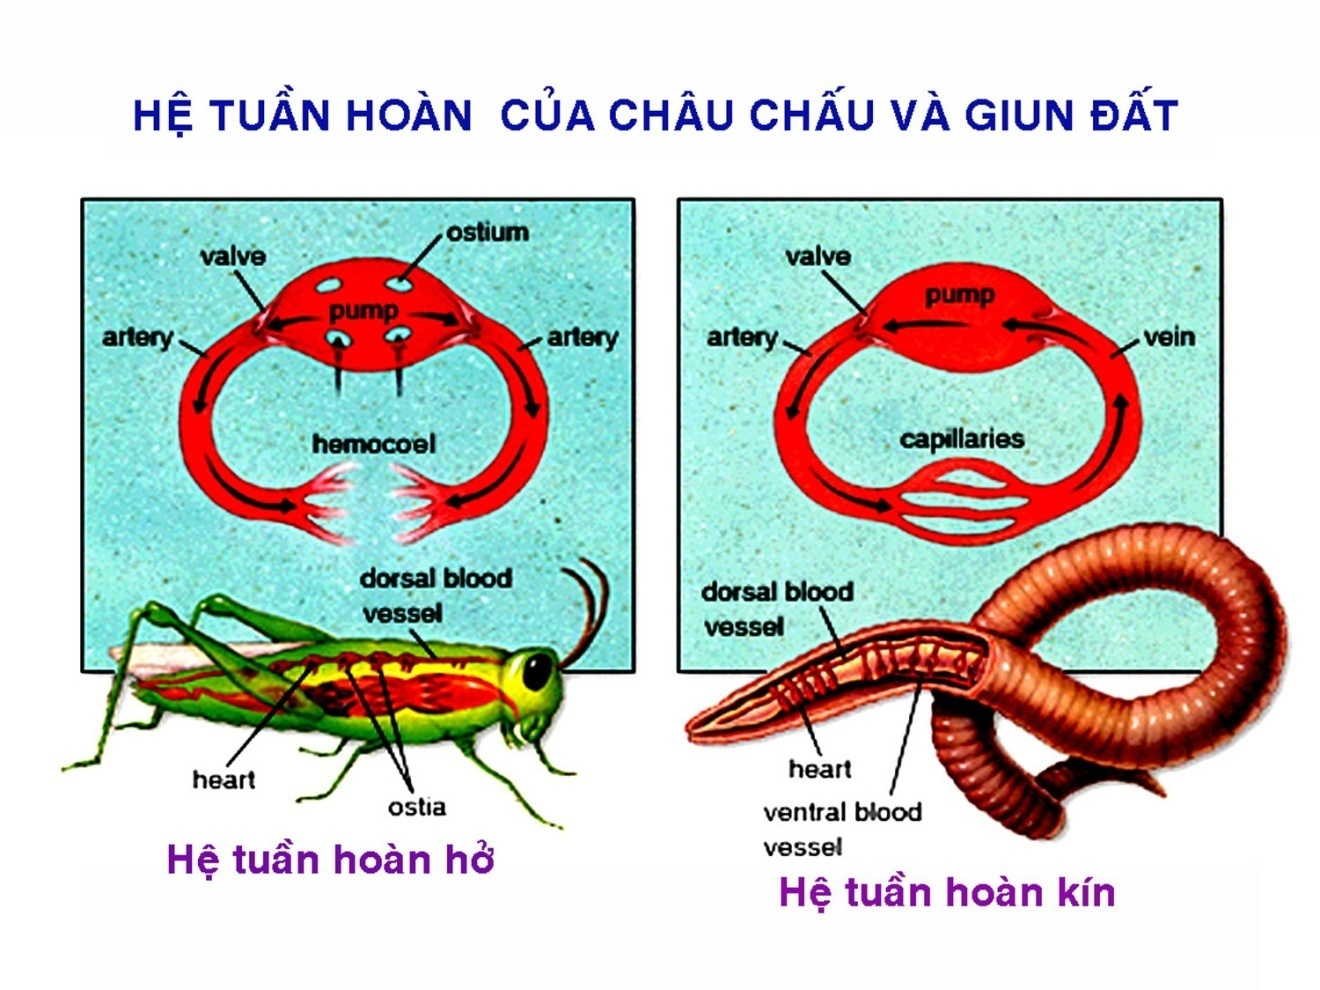 HỆ TUẦN HOÀN CỦA CHÂU CHẤU VÀ GIUN ĐẤT
ostium
valve
pump
artery
artery
hemocoel
dorsal blood
vessel
heart
ostia
Hệ tuần hoàn hở
valve
pump
artery
vein
capillaries
dorsal blood
vessel
heart
ventral blood
vessel
Hệ tuần hoàn kín